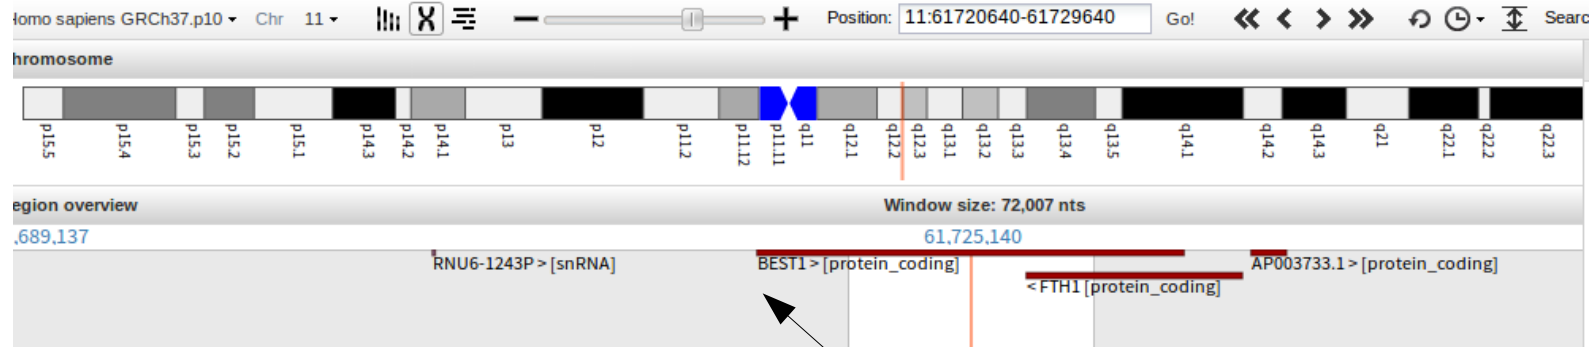 omo sapiens GRCh37.p10 Chr 11 Position: 11:61720640-61729640 Go! Searc
hromosome
p15.5 p15.4 p15.3 p15.2 p15.1 p14.3 p14.2 p14.1 p13 p12 p11.2 p11.12 p11.11 q11 q12.1 q12.2 q12.3 q13.1 q13.2 q13.3 q13.4 q13.5 q14.1 q14.2 q14.3 q21 q22.1 q22.2 q22.3
egion overview Window size: 72,007 nts
,689,137 61,725,140
RNU6-1243P > [snRNA] BEST1 > [protein_coding] AP003733.1 > [protein_coding]
< FTH1 [protein_coding]